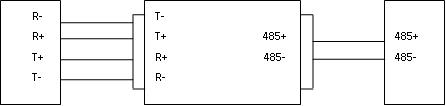 R-
R+
T+
T-
T-
T+
R+
R-
485+
485-
485+
485-